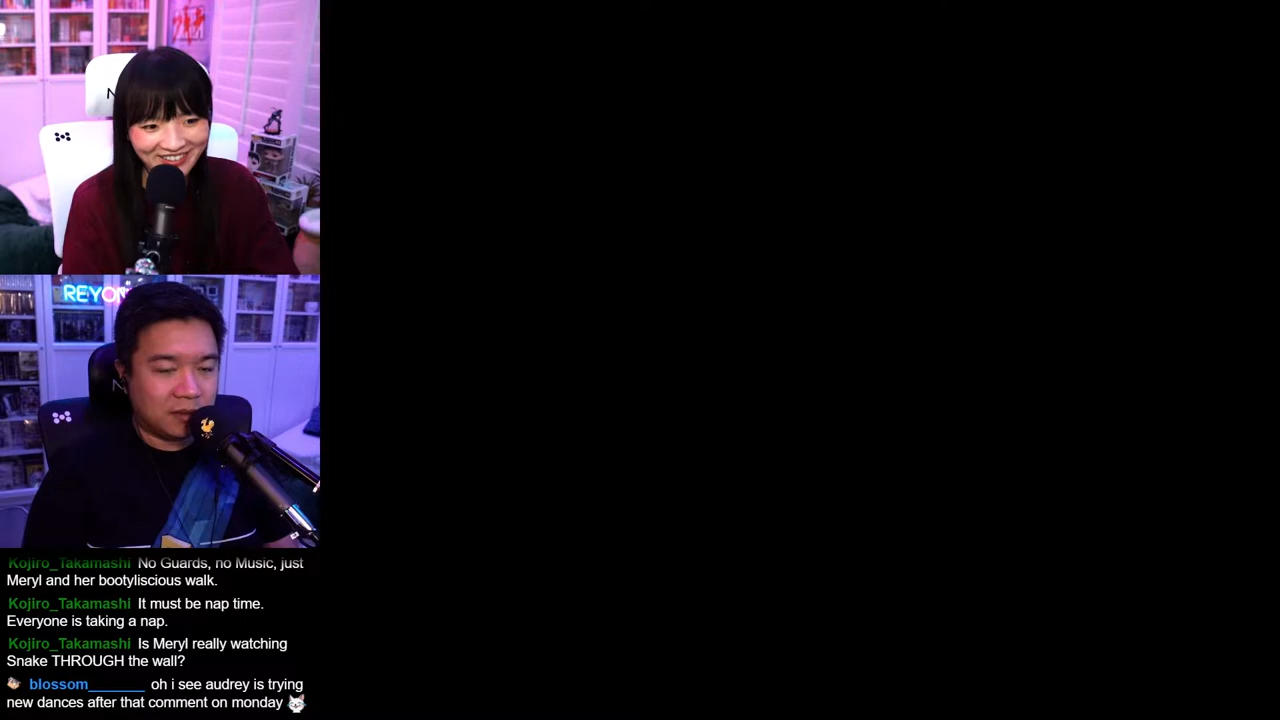 REYO
Kojiro_Takamashi No Guards, no Music, just
Meryl and her bootyliscious walk.
Kojiro_Takamashi It must be nap time.
Everyone is taking a nap.
Kojiro_Takamashi Is Meryl really watching
Snake THROUGH the wall?
blossom_______ oh i see audrey is trying
new dances after that comment on monday